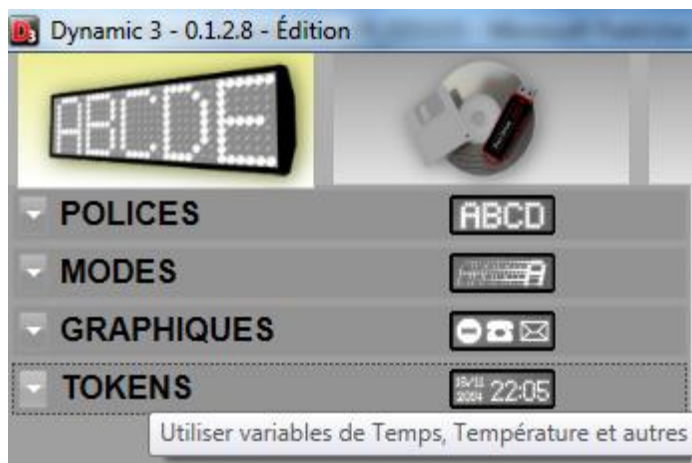 Dynamic 3 - 0.1.2.8 - Édition
ABCDE
POLICES
ABCD
MODES
A
GRAPHIQUES
TOKENS
22:05
Utiliser variables de Temps, Température et autres